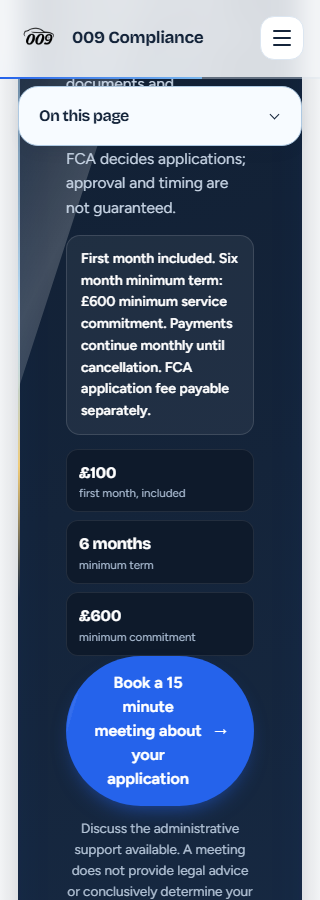 009 009 Compliance
documents and
On this page
FCA decides applications;
approval and timing are
not guaranteed.
First month included. Six
month minimum term:
£600 minimum service
commitment. Payments
continue monthly until
cancellation. FCA
application fee payable
separately.
£100
first month, included
6 months
minimum term
£600
minimum commitment
Book a 15
minute
meeting about →
your
application
Discuss the administrative
support available. A meeting
does not provide legal advice
or conclusively determine your